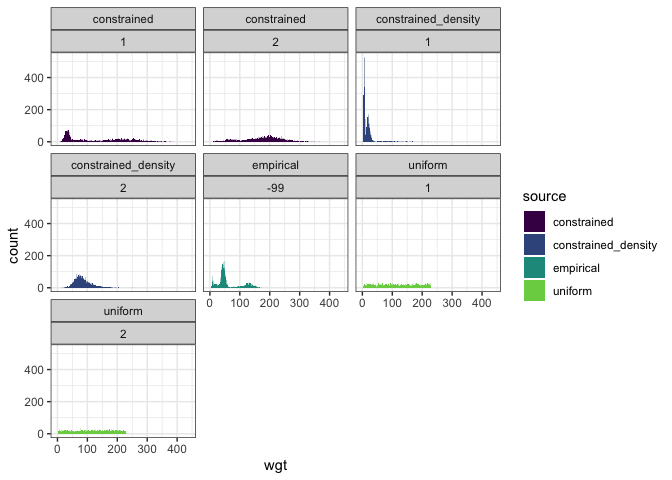 constrained
1
constrained
2
constrained_density
1
400
200
0
constrained_density
2
empirical
-99
uniform
1
400
200
0
0 100 200 300 400
0 100 200 300 400
uniform
2
400
200
0
0 100 200 300 400
wgt
count
source
constrained
constrained_density
empirical
uniform